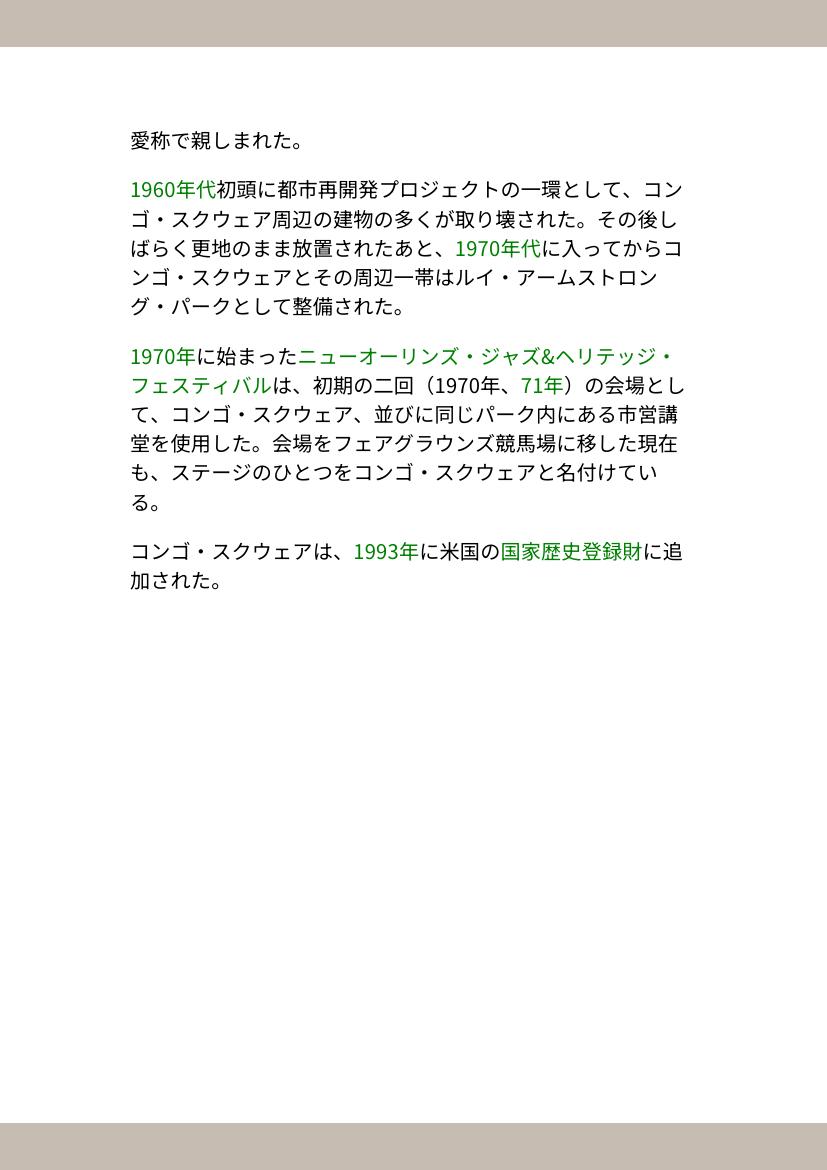 愛称で親しまれた。
1960年代初頭に都市再開発プロジェクトの一環として、コン
ゴ・スクウェア周辺の建物の多くが取り壊された。その後し
ばらく更地のまま放置されたあと、1970年代に入ってからコ
ンゴ・スクウェアとその周辺一帯はルイ・アームストロン
グ・パークとして整備された。
1970年に始まったニューオーリンズ・ジャズ&ヘリテッジ・
フェスティバルは、初期の二回（1970年、71年）の会場とし
て、コンゴ・スクウェア、並びに同じパーク内にある市営講
堂を使用した。会場をフェアグラウンズ競馬場に移した現在
も、ステージのひとつをコンゴ・スクウェアと名付けてい
る。
コンゴ・スクウェアは、1993年に米国の国家歴史登録財に追
加された。